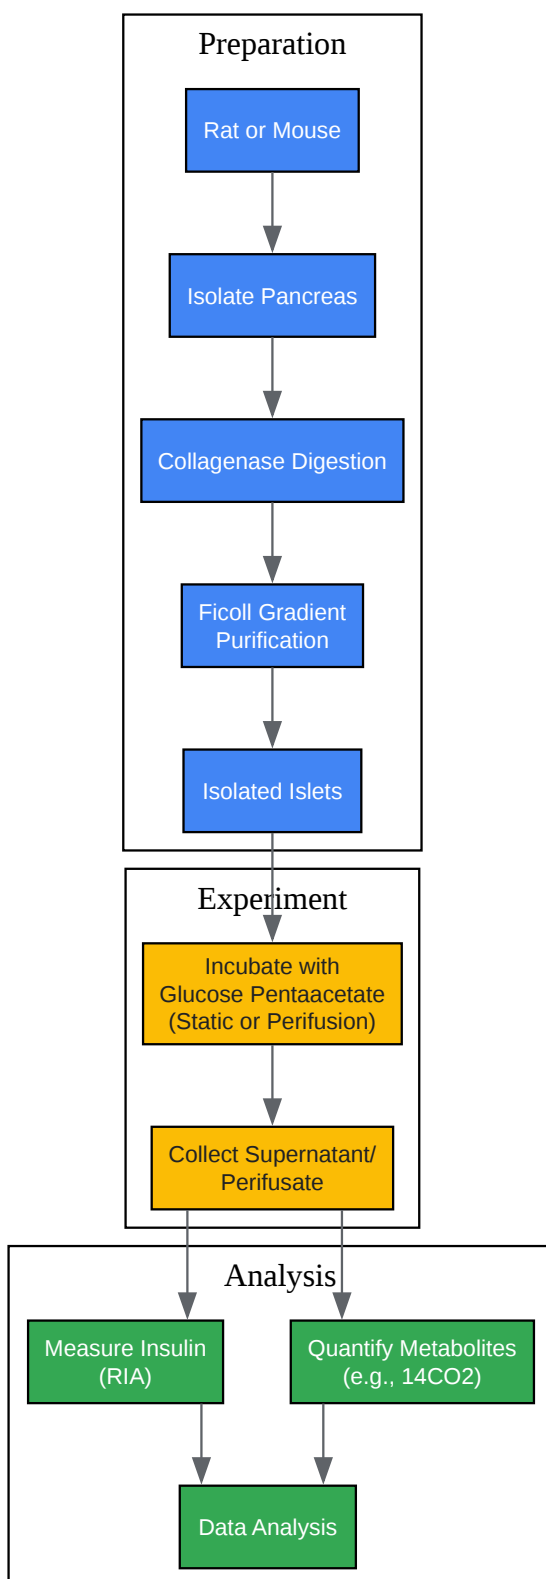 Preparation
Rat or Mouse
Isolate Pancreas
Collagenase Digestion
Ficoll Gradient
Purification
Isolated Islets
Experiment
Incubate with
Glucose Pentaacetate
(Static or Perifusion)
Collect Supernatant/
Perifusate
Analysis
Measure Insulin
(RIA)
Quantify Metabolites
(e.g., 14CO2)
Data Analysis